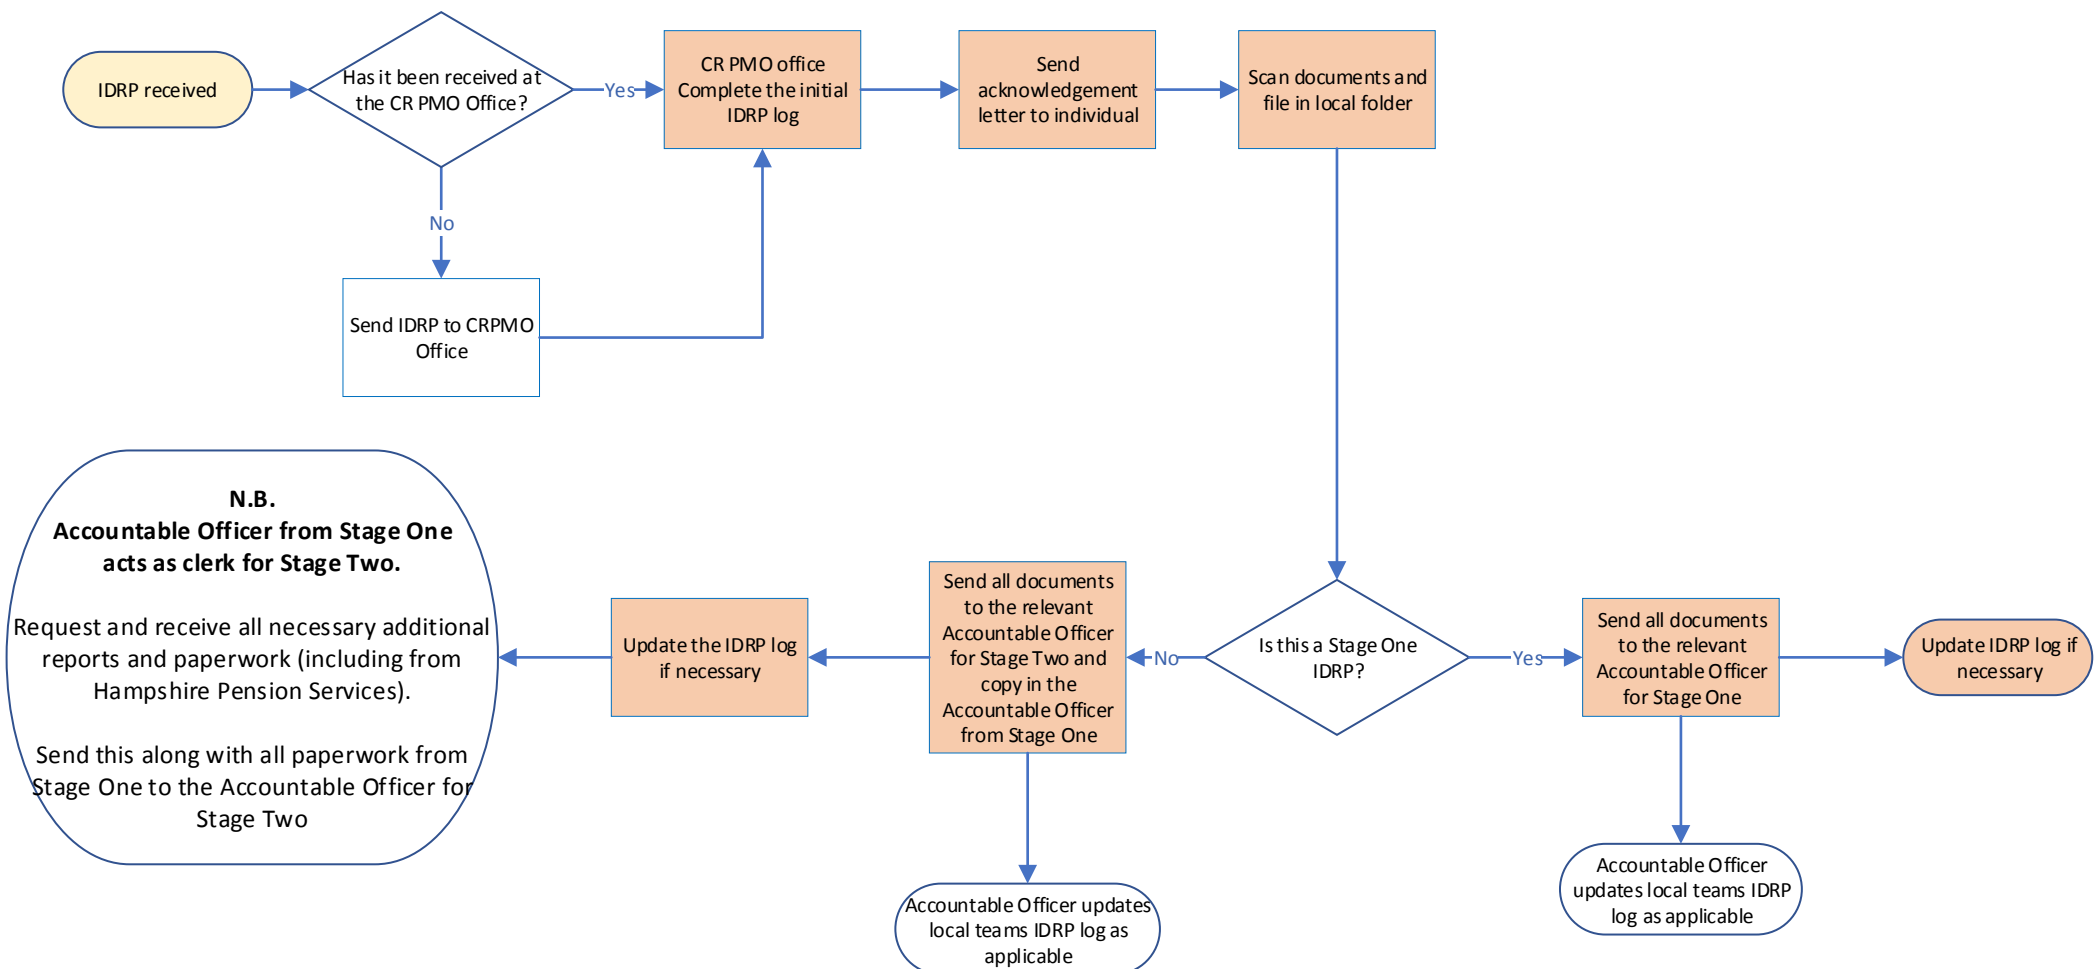 IDRP received
Has it been received at
the CR PMO Office?
Yes
CR PMO office
Complete the initial
IDRP log
Send
acknowledgement
letter to individual
Scan documents and
file in local folder
No
Send IDRP to CRPMO
Office
N.B.
Accountable Officer from Stage One
acts as clerk for Stage Two.
Request and receive all necessary additional
reports and paperwork (including from
Hampshire Pension Services).
Send this along with all paperwork from
Stage One to the Accountable Officer for
Stage Two
Update the IDRP log
if necessary
Send all documents
to the relevant
Accountable Officer
for Stage Two and
copy in the
Accountable Officer
from Stage One
No
Is this a Stage One
IDRP?
Yes
Send all documents
to the relevant
Accountable Officer
for Stage One
Update IDRP log if
necessary
Accountable Officer updates
local teams IDRP log as
applicable
Accountable Officer
updates local teams IDRP
log as applicable